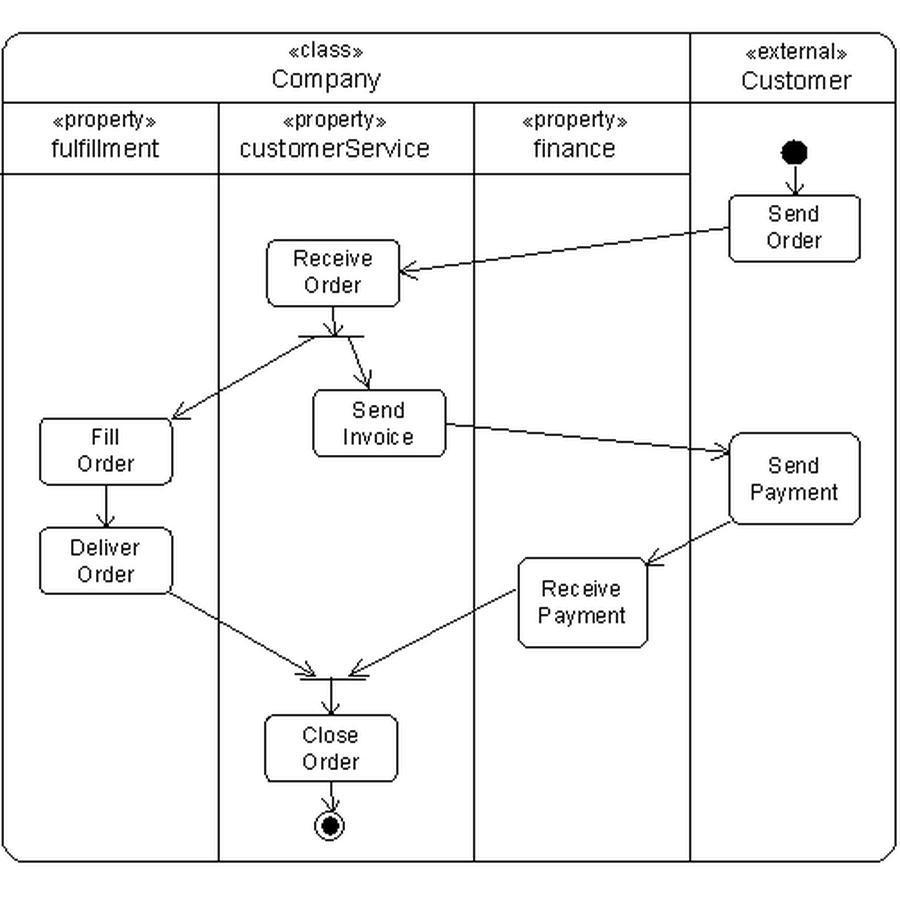 «class»
Company
«external»
Customer
«property»
fulfillment
«property»
customerService
«property»
finance
Send
Order
Receive
Order
Send
Invoice
Fill
Order
Send
Payment
Deliver
Order
Receive
Payment
Close
Order